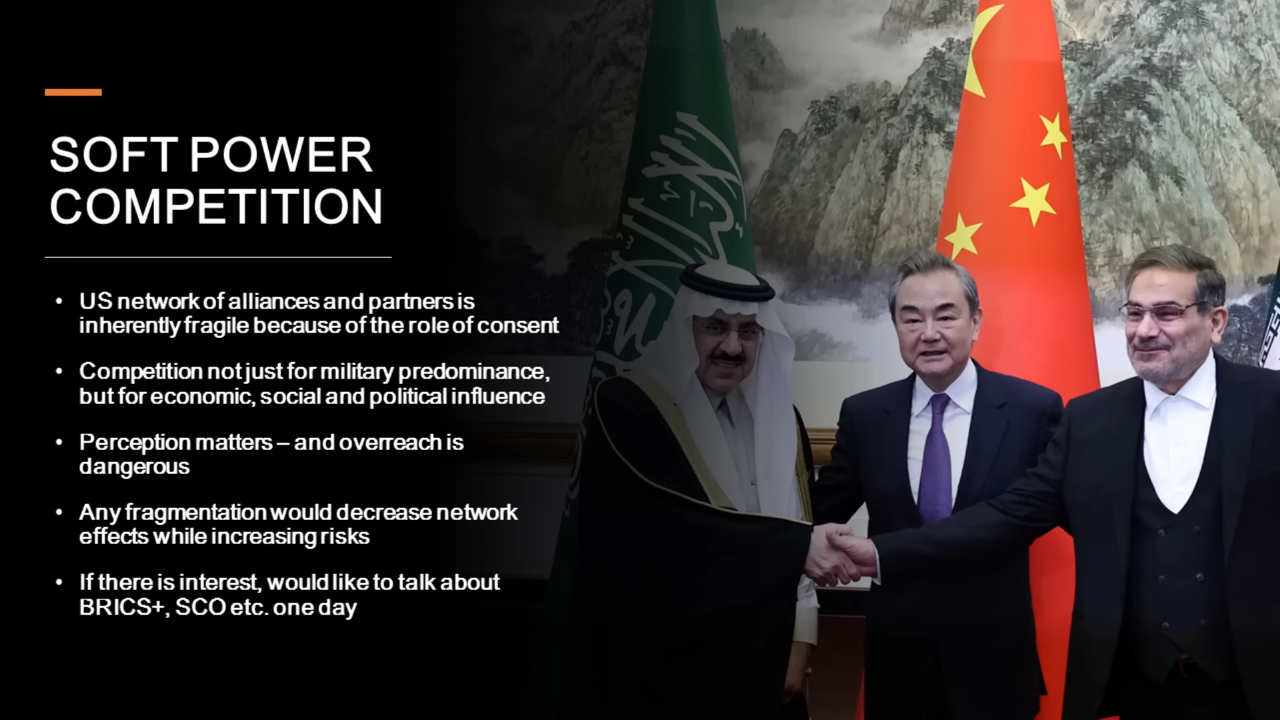 SOFT POWER
COMPETITION
• US network of alliances and partners is
inherently fragile because of the role of consent
• Competition not just for military predominance,
but for economic, social and political influence
• Perception matters – and overreach is
dangerous
• Any fragmentation would decrease network
effects while increasing risks
• If there is interest, would like to talk about
BRICS+, SCO etc. one day